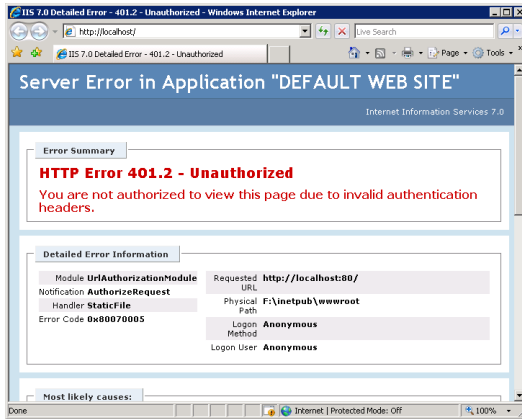 IIS 7.0 Detailed Error - 401.2 - Unauthorized - Windows Internet Explorer
http://localhost/
Live Search
IIS 7.0 Detailed Error - 401.2 - Unauthorized
Page
Tools
Server Error in Application "DEFAULT WEB SITE"
Internet Information Services 7.0
Error Summary
HTTP Error 401.2 - Unauthorized
You are not authorized to view this page due to invalid authentication
headers.
Detailed Error Information
Module UrlAuthorizationModule
Notification AuthorizeRequest
Handler StaticFile
Error Code 0x80070005
Requested http://localhost:80/
URL
Physical F:\inetpub\wwwroot
Path
Logon Anonymous
Method
Logon User Anonymous
Most likely causes:
Done
Internet | Protected Mode: Off
100%